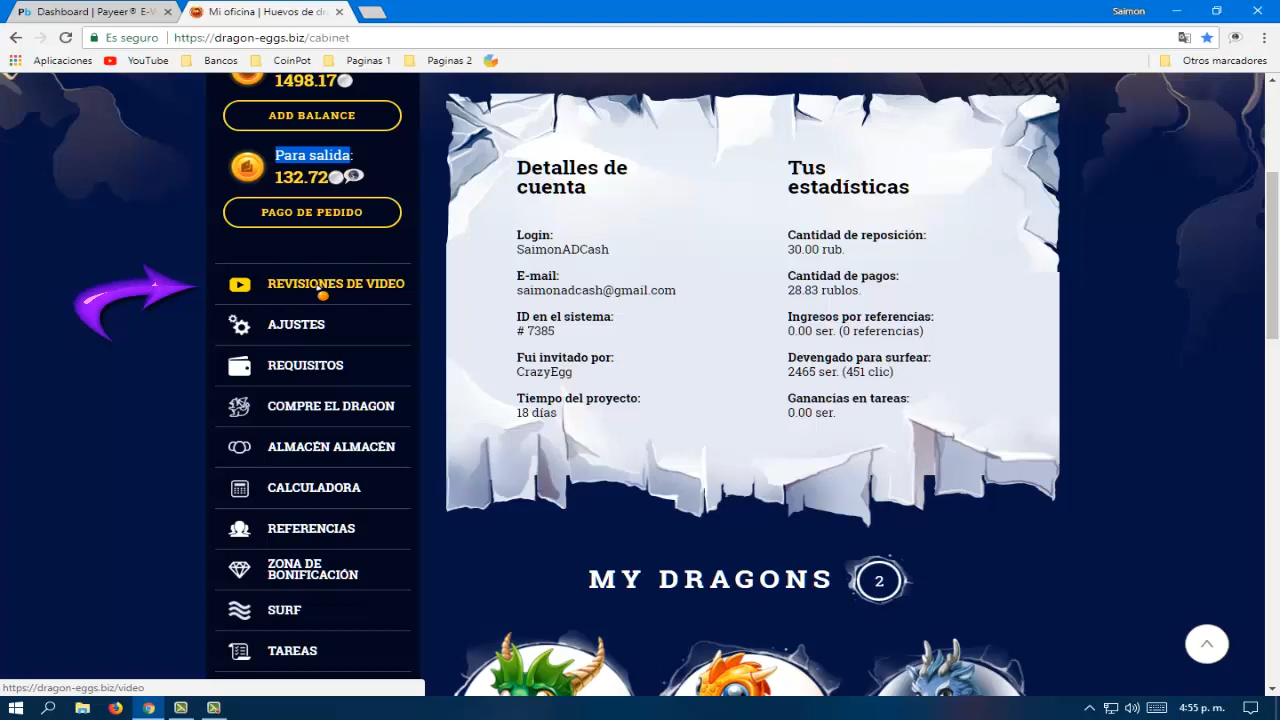 Dashboard | Payeer® E-W
Mi oficina | Huevos de dr
Saimon
Es seguro
https://dragon-eggs.biz/cabinet
Aplicaciones
YouTube
Bancos
CoinPot
Paginas 1
Paginas 2
Otros marcadores
1498.17
ADD BALANCE
Para salida:
132.72
PAGO DE PEDIDO
REVISIONES DE VIDEO
AJUSTES
REQUISITOS
COMPRE EL DRAGON
ALMACÉN ALMACÉN
CALCULADORA
REFERENCIAS
ZONA DE
BONIFICACIÓN
SURF
TAREAS
Detalles de
cuenta
Login:
SaimonADCash
E-mail:
saimonadcash@gmail.com
ID en el sistema:
# 7385
Fui invitado por:
CrazyEgg
Tiempo del proyecto:
18 días
Tus
estadísticas
Cantidad de reposición:
30.00 rub.
Cantidad de pagos:
28.83 rublos.
Ingresos por referencias:
0.00 ser. (0 referencias)
Devengado para surfear:
2465 ser. (451 clic)
Ganancias en tareas:
0.00 ser.
MY DRAGONS
2
https://dragon-eggs.biz/video
4:55 p. m.